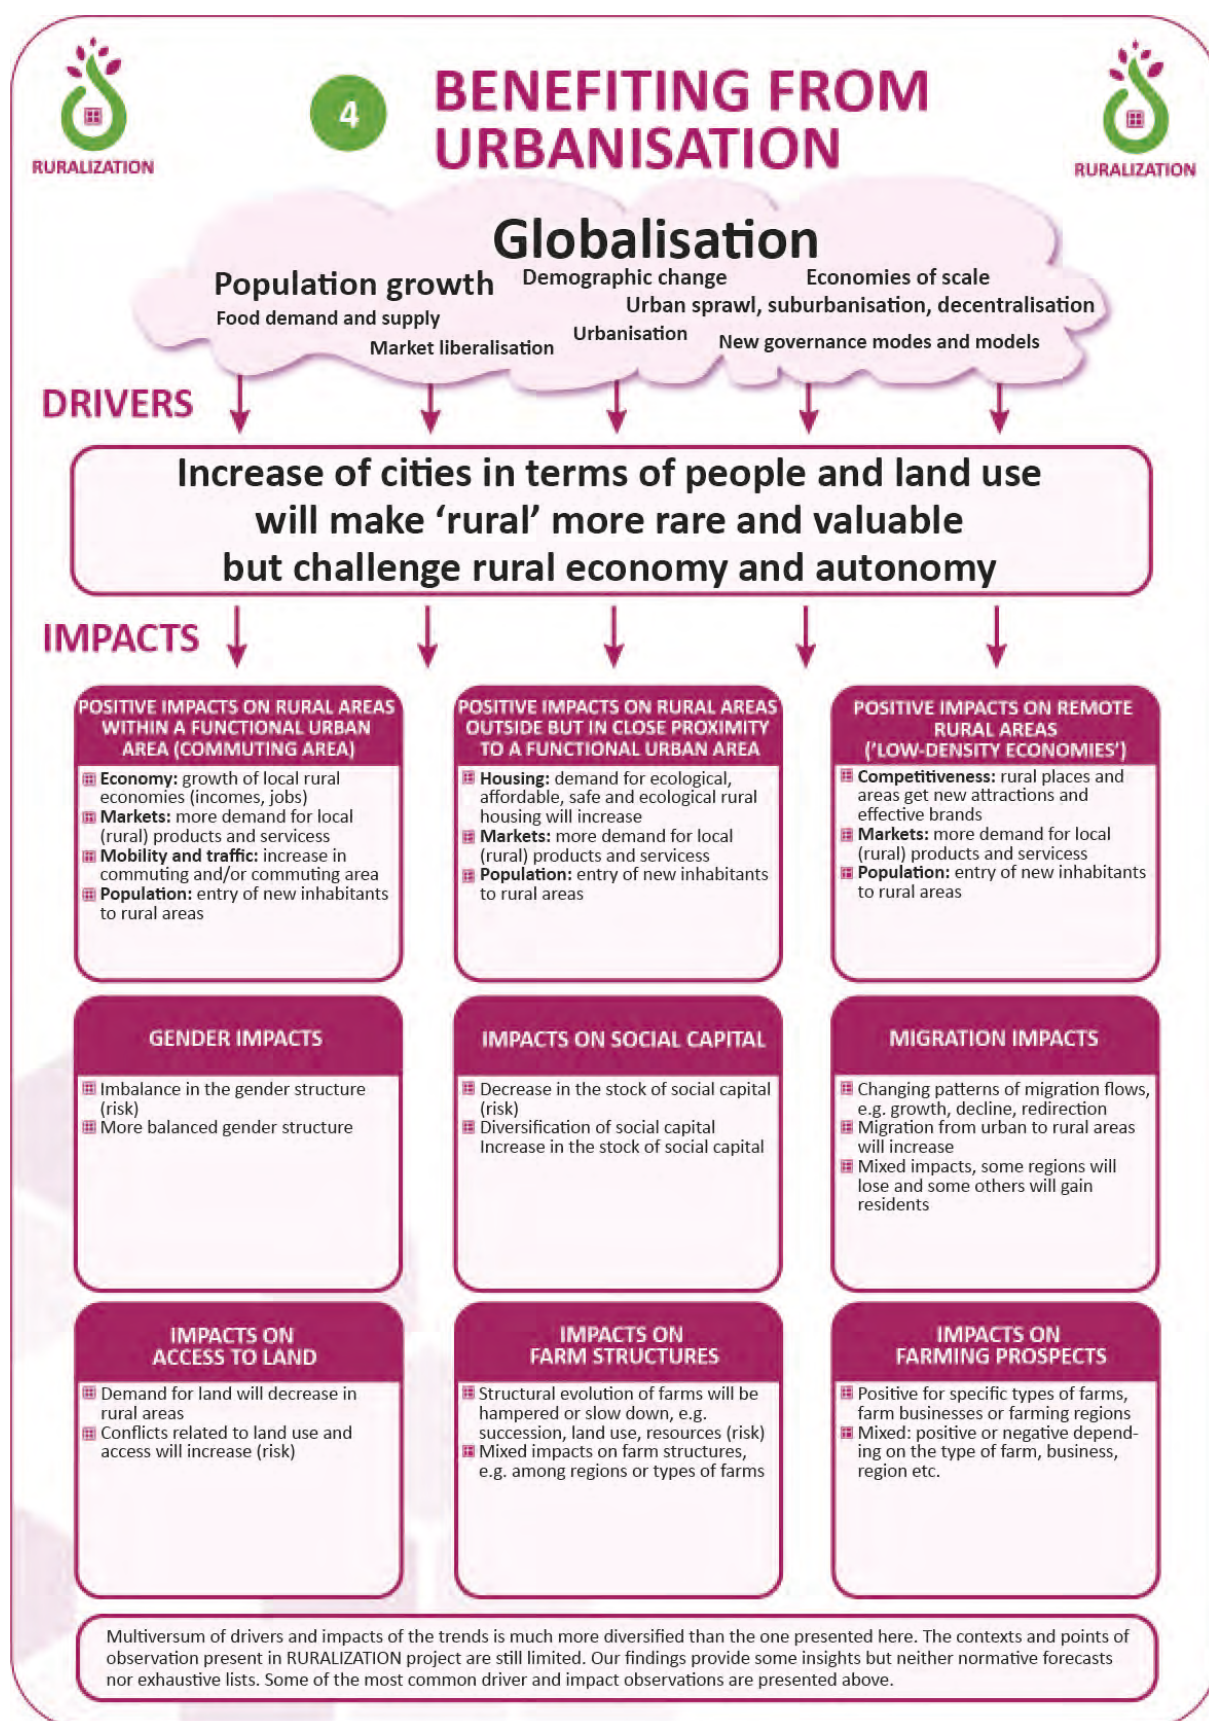 RURALIZATION
4
BENEFITING FROM
URBANISATION
RURALIZATION
Globalisation
Population growth
Demographic change
Economies of scale
Urban sprawl, suburbanisation, decentralisation
Food demand and supply
Urbanisation
Market liberalisation
New governance modes and models
DRIVERS
Increase of cities in terms of people and land use
will make ‘rural’ more rare and valuable
but challenge rural economy and autonomy
IMPACTS
POSITIVE IMPACTS ON RURAL AREAS
WITHIN A FUNCTIONAL URBAN
AREA (COMMUTING AREA)
Economy: growth of local rural
economies (incomes, jobs)
Markets: more demand for local
(rural) products and servicess
Mobility and traffic: increase in
commuting and/or commuting area
Population: entry of new inhabitants
to rural areas
POSITIVE IMPACTS ON RURAL AREAS
OUTSIDE BUT IN CLOSE PROXIMITY
TO A FUNCTIONAL URBAN AREA
Housing: demand for ecological,
affordable, safe and ecological rural
housing will increase
Markets: more demand for local
(rural) products and servicess
Population: entry of new inhabitants
to rural areas
POSITIVE IMPACTS ON REMOTE
RURAL AREAS
(’LOW-DENSITY ECONOMIES’)
Competitiveness: rural places and
areas get new attractions and
effective brands
Markets: more demand for local
(rural) products and servicess
Population: entry of new inhabitants
to rural areas
GENDER IMPACTS
Imbalance in the gender structure
(risk)
More balanced gender structure
IMPACTS ON SOCIAL CAPITAL
Decrease in the stock of social capital
(risk)
Diversification of social capital
Increase in the stock of social capital
MIGRATION IMPACTS
Changing patterns of migration flows,
e.g. growth, decline, redirection
Migration from urban to rural areas
will increase
Mixed impacts, some regions will
lose and some others will gain
residents
IMPACTS ON
ACCESS TO LAND
Demand for land will decrease in
rural areas
Conflicts related to land use and
access will increase (risk)
IMPACTS ON
FARM STRUCTURES
Structural evolution of farms will be
hampered or slow down, e.g.
succession, land use, resources (risk)
Mixed impacts on farm structures,
e.g. among regions or types of farms
IMPACTS ON
FARMING PROSPECTS
Positive for specific types of farms,
farm businesses or farming regions
Mixed: positive or negative depend-
ing on the type of farm, business,
region etc.
Multiversum of drivers and impacts of the trends is much more diversified than the one presented here. The contexts and points of
observation present in RURALIZATION project are still limited. Our findings provide some insights but neither normative forecasts
nor exhaustive lists. Some of the most common driver and impact observations are presented above.